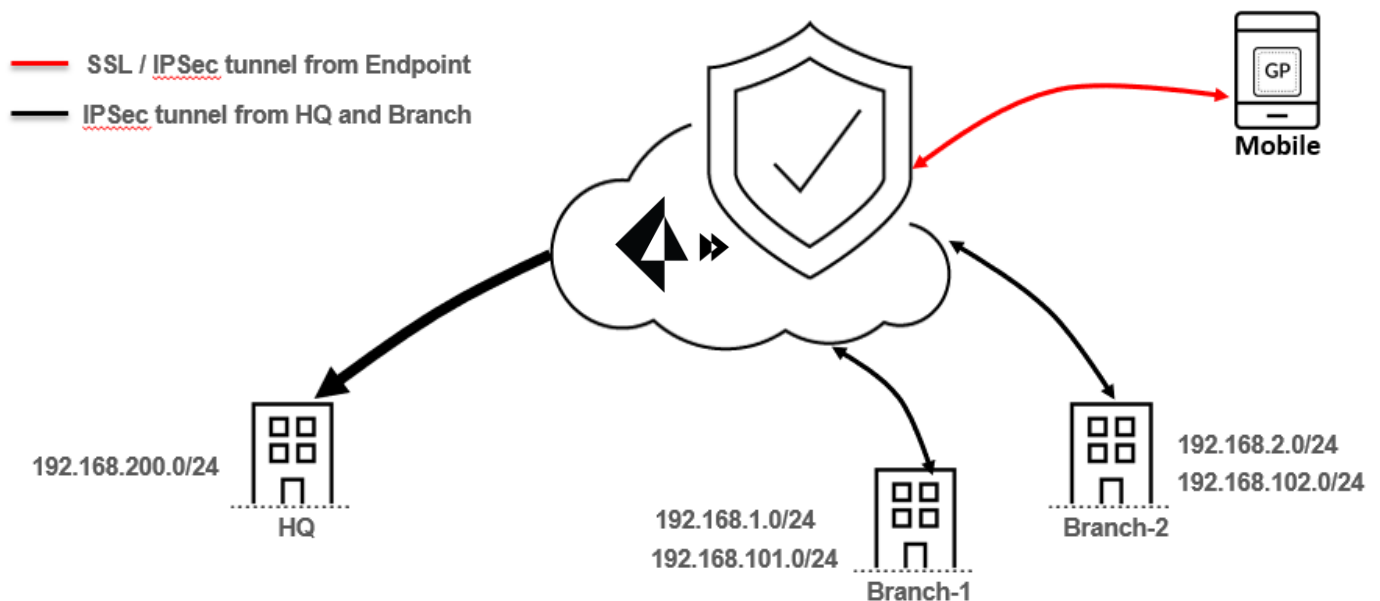 SSL / IPSec tunnel from Endpoint
IPSec tunnel from HQ and Branch
GP
Mobile
192.168.200.0/24
HQ
192.168.1.0/24
192.168.101.0/24
Branch-1
192.168.2.0/24
192.168.102.0/24
Branch-2